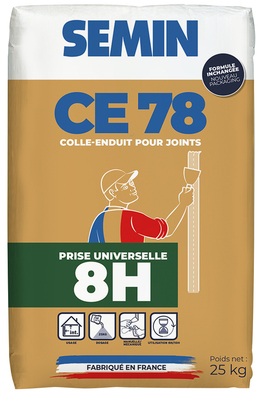 SEMIN
FORMULE
INCHANGÉE
NOUVEAU
PACKAGING
CE 78
COLLE-ENDUIT POUR JOINTS
PRISE UNIVERSELLE
8H
FABRIQUÉ EN FRANCE
Poids net :
25 kg